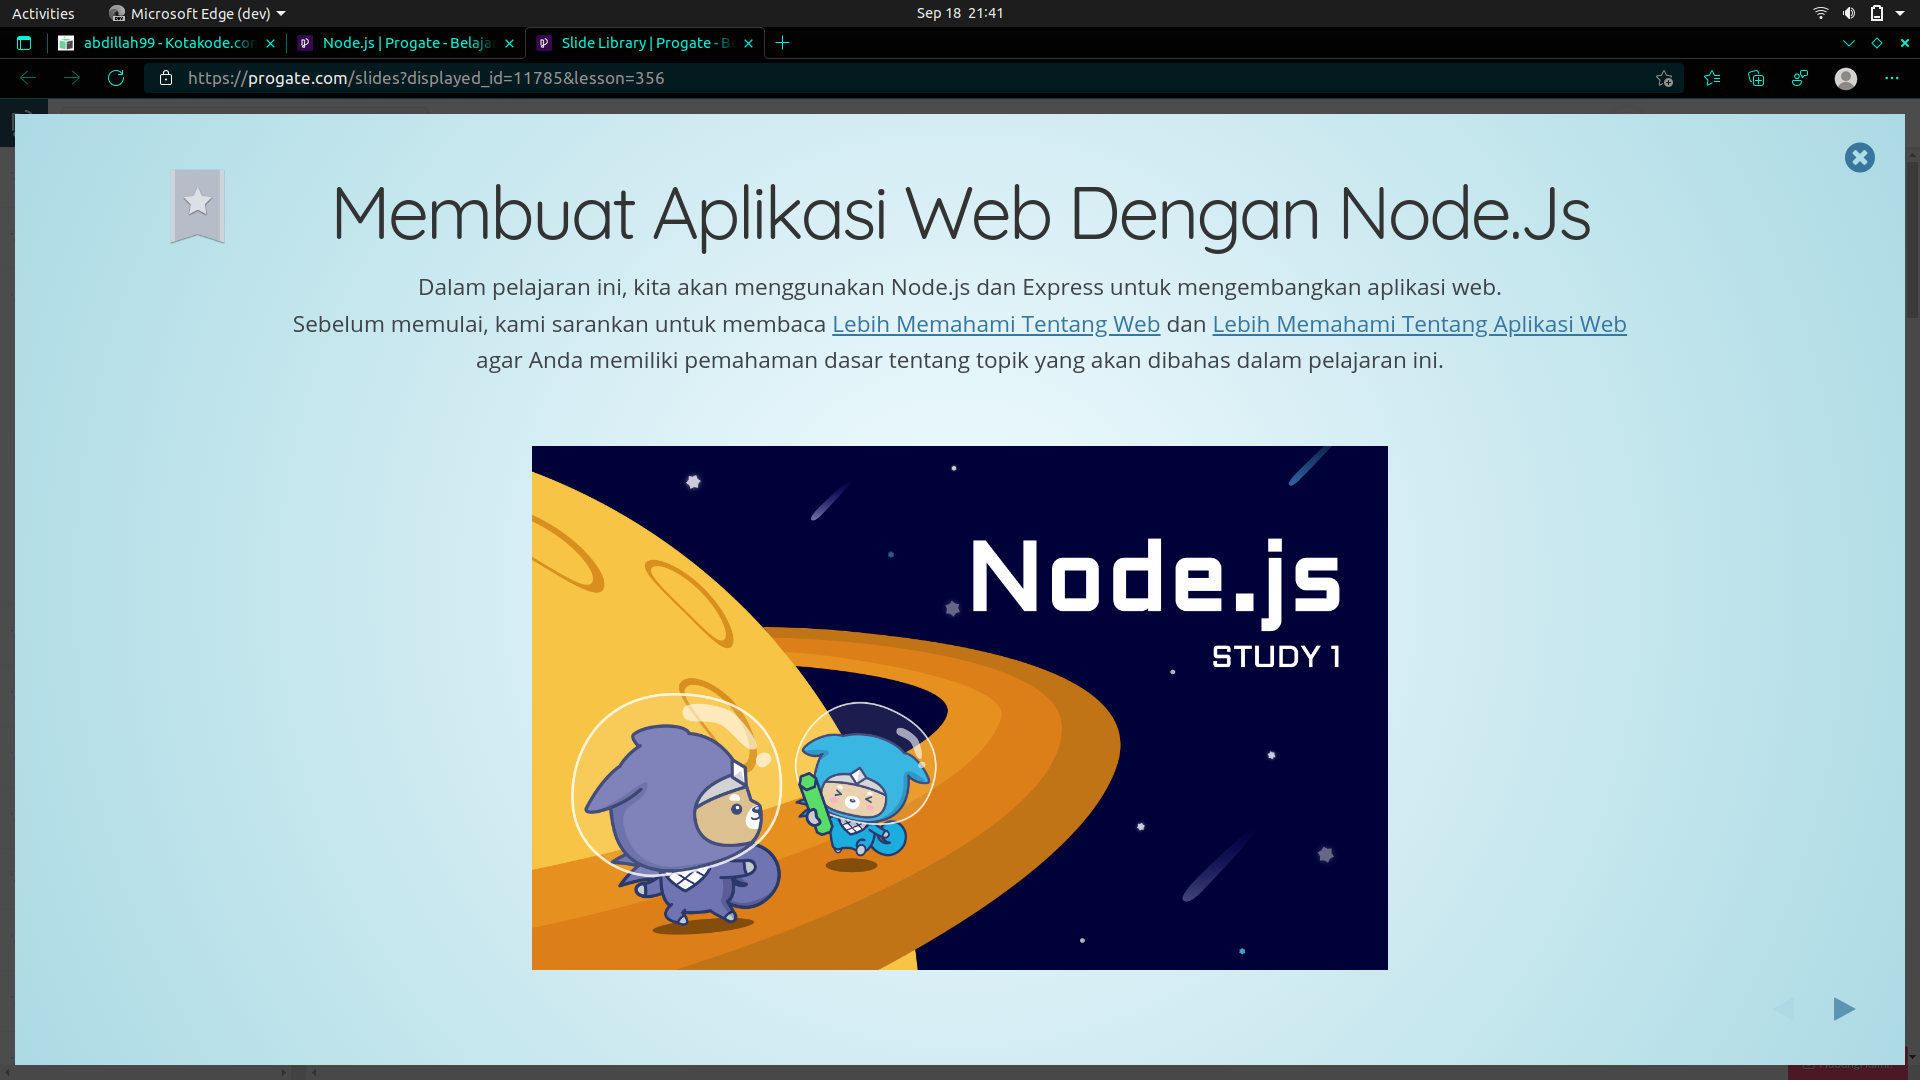 Activities
Microsoft Edge (dev)
Sep 18 21:41
abdillah99 - Kotakode.con
Node.js | Progate - Belaja
Slide Library | Progate - B
https://progate.com/slides?displayed_id=11785&lesson=356
Membuat Aplikasi Web Dengan Node.Js
Dalam pelajaran ini, kita akan menggunakan Node.js dan Express untuk mengembangkan aplikasi web.
Sebelum memulai, kami sarankan untuk membaca Lebih Memahami Tentang Web dan Lebih Memahami Tentang Aplikasi Web
agar Anda memiliki pemahaman dasar tentang topik yang akan dibahas dalam pelajaran ini.
Node.js
STUDY 1